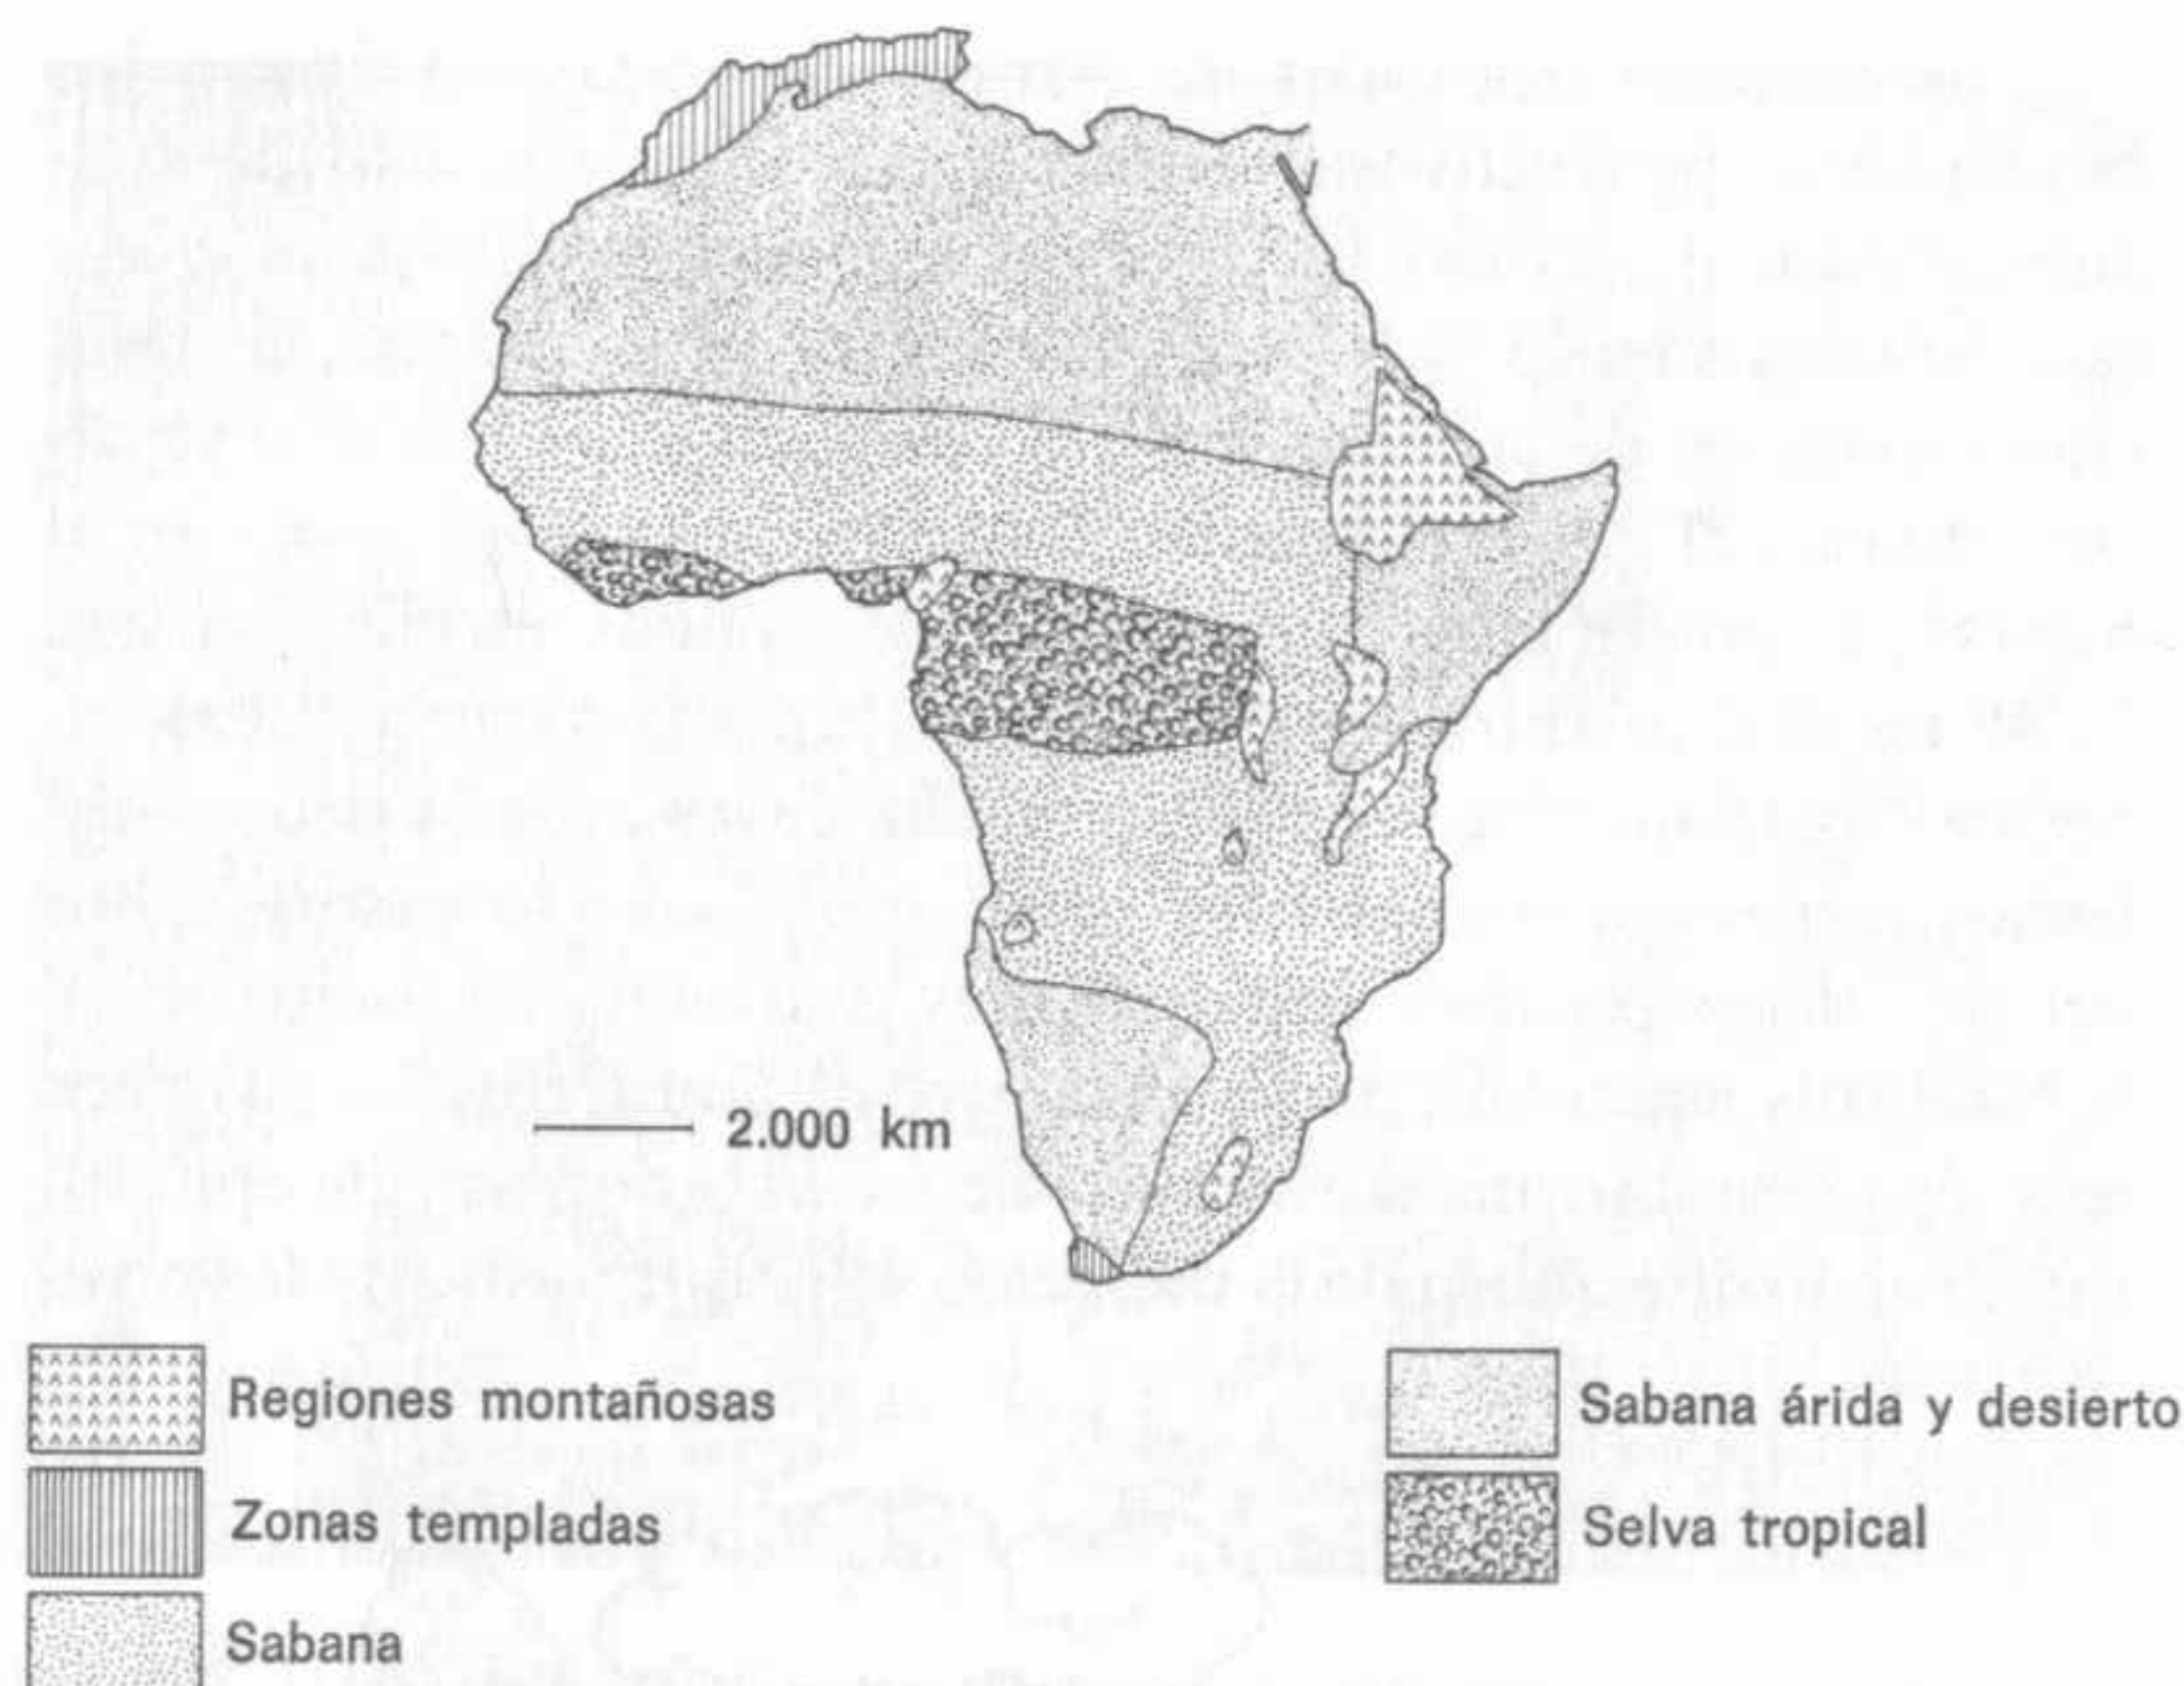 2.000 km
Regiones montañosas
Zonas templadas
Sabana
Sabana árida y desierto
Selva tropical